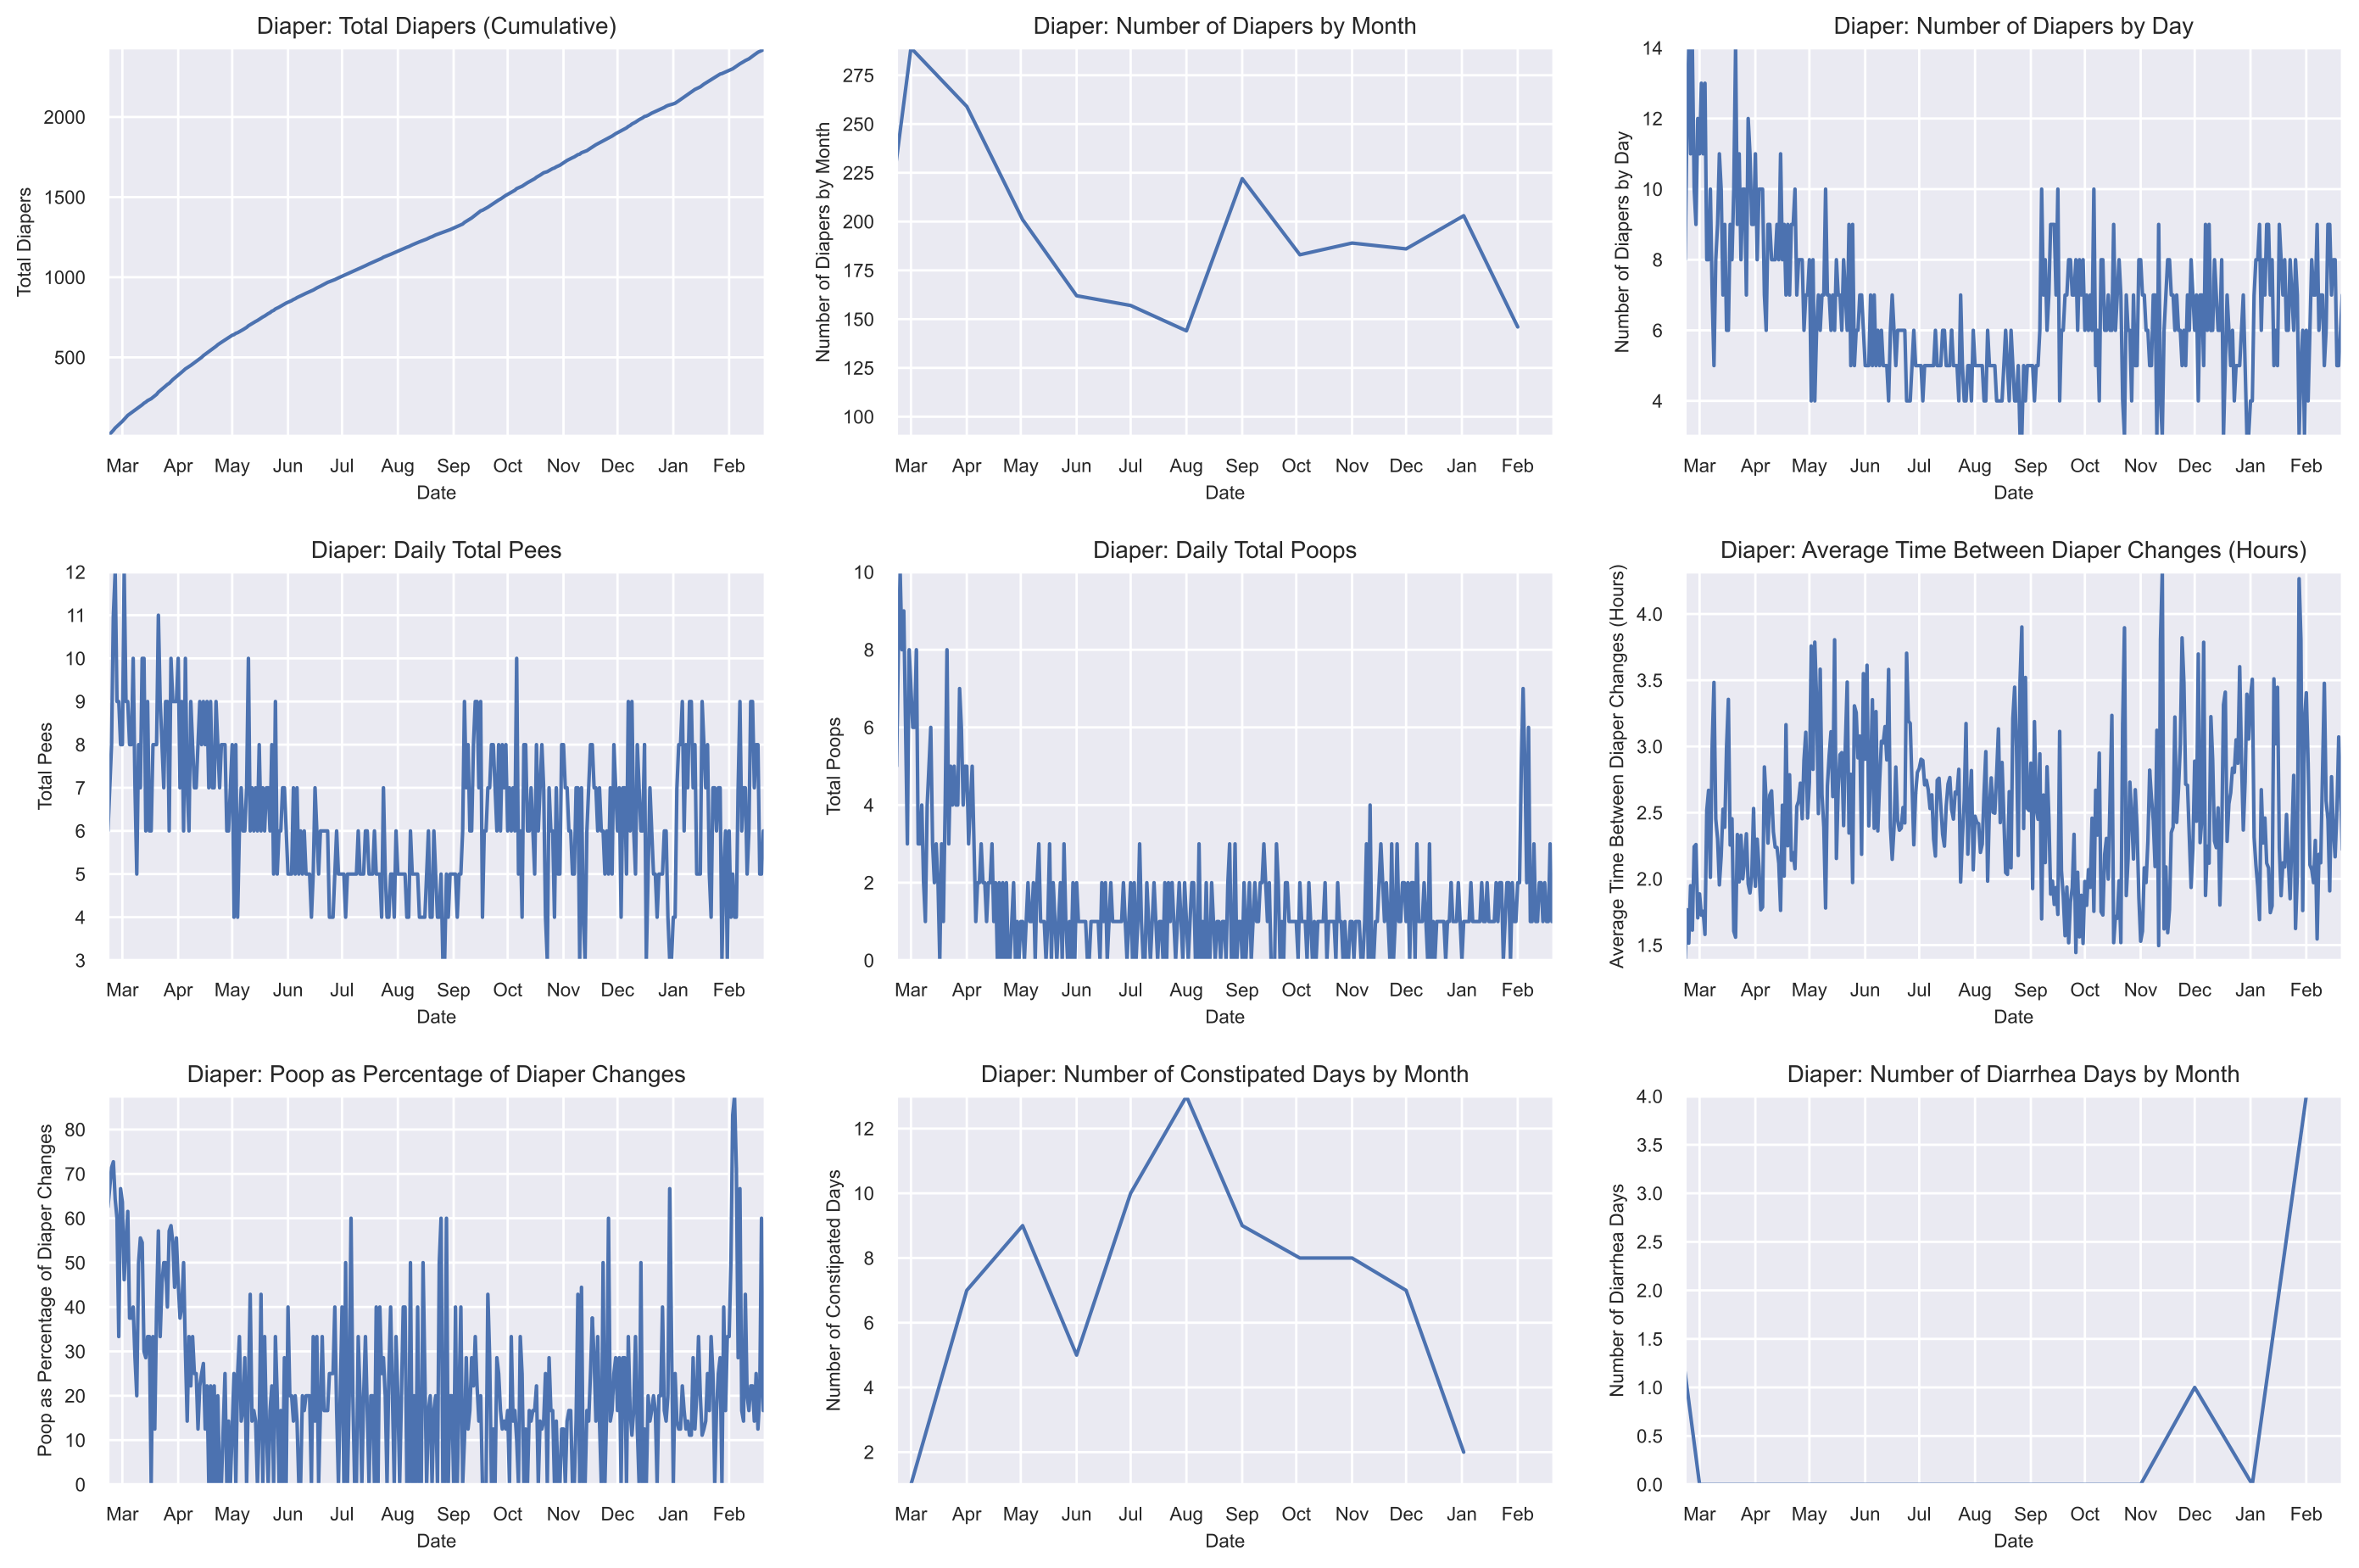 Diaper: Total Diapers (Cumulative)
Total Diapers
2000
1500
1000
500
Mar Apr May Jun Jul Aug Sep Oct Nov Dec Jan Feb
Date
Diaper: Number of Diapers by Month
Number of Diapers by Month
275
250
225
200
175
150
125
100
Mar Apr May Jun Jul Aug Sep Oct Nov Dec Jan Feb
Date
Diaper: Number of Diapers by Day
Number of Diapers by Day
14
12
10
8
6
4
Mar Apr May Jun Jul Aug Sep Oct Nov Dec Jan Feb
Date
Diaper: Daily Total Pees
Total Pees
12
11
10
9
8
7
6
5
4
3
Mar Apr May Jun Jul Aug Sep Oct Nov Dec Jan Feb
Date
Diaper: Daily Total Poops
Total Poops
10
8
6
4
2
0
Mar Apr May Jun Jul Aug Sep Oct Nov Dec Jan Feb
Date
Diaper: Average Time Between Diaper Changes (Hours)
Average Time Between Diaper Changes (Hours)
4.0
3.5
3.0
2.5
2.0
1.5
Mar Apr May Jun Jul Aug Sep Oct Nov Dec Jan Feb
Date
Diaper: Poop as Percentage of Diaper Changes
Poop as Percentage of Diaper Changes
80
70
60
50
40
30
20
10
0
Mar Apr May Jun Jul Aug Sep Oct Nov Dec Jan Feb
Date
Diaper: Number of Constipated Days by Month
Number of Constipated Days
12
10
8
6
4
2
Mar Apr May Jun Jul Aug Sep Oct Nov Dec Jan Feb
Date
Diaper: Number of Diarrhea Days by Month
Number of Diarrhea Days
4.0
3.5
3.0
2.5
2.0
1.5
1.0
0.5
0.0
Mar Apr May Jun Jul Aug Sep Oct Nov Dec Jan Feb
Date